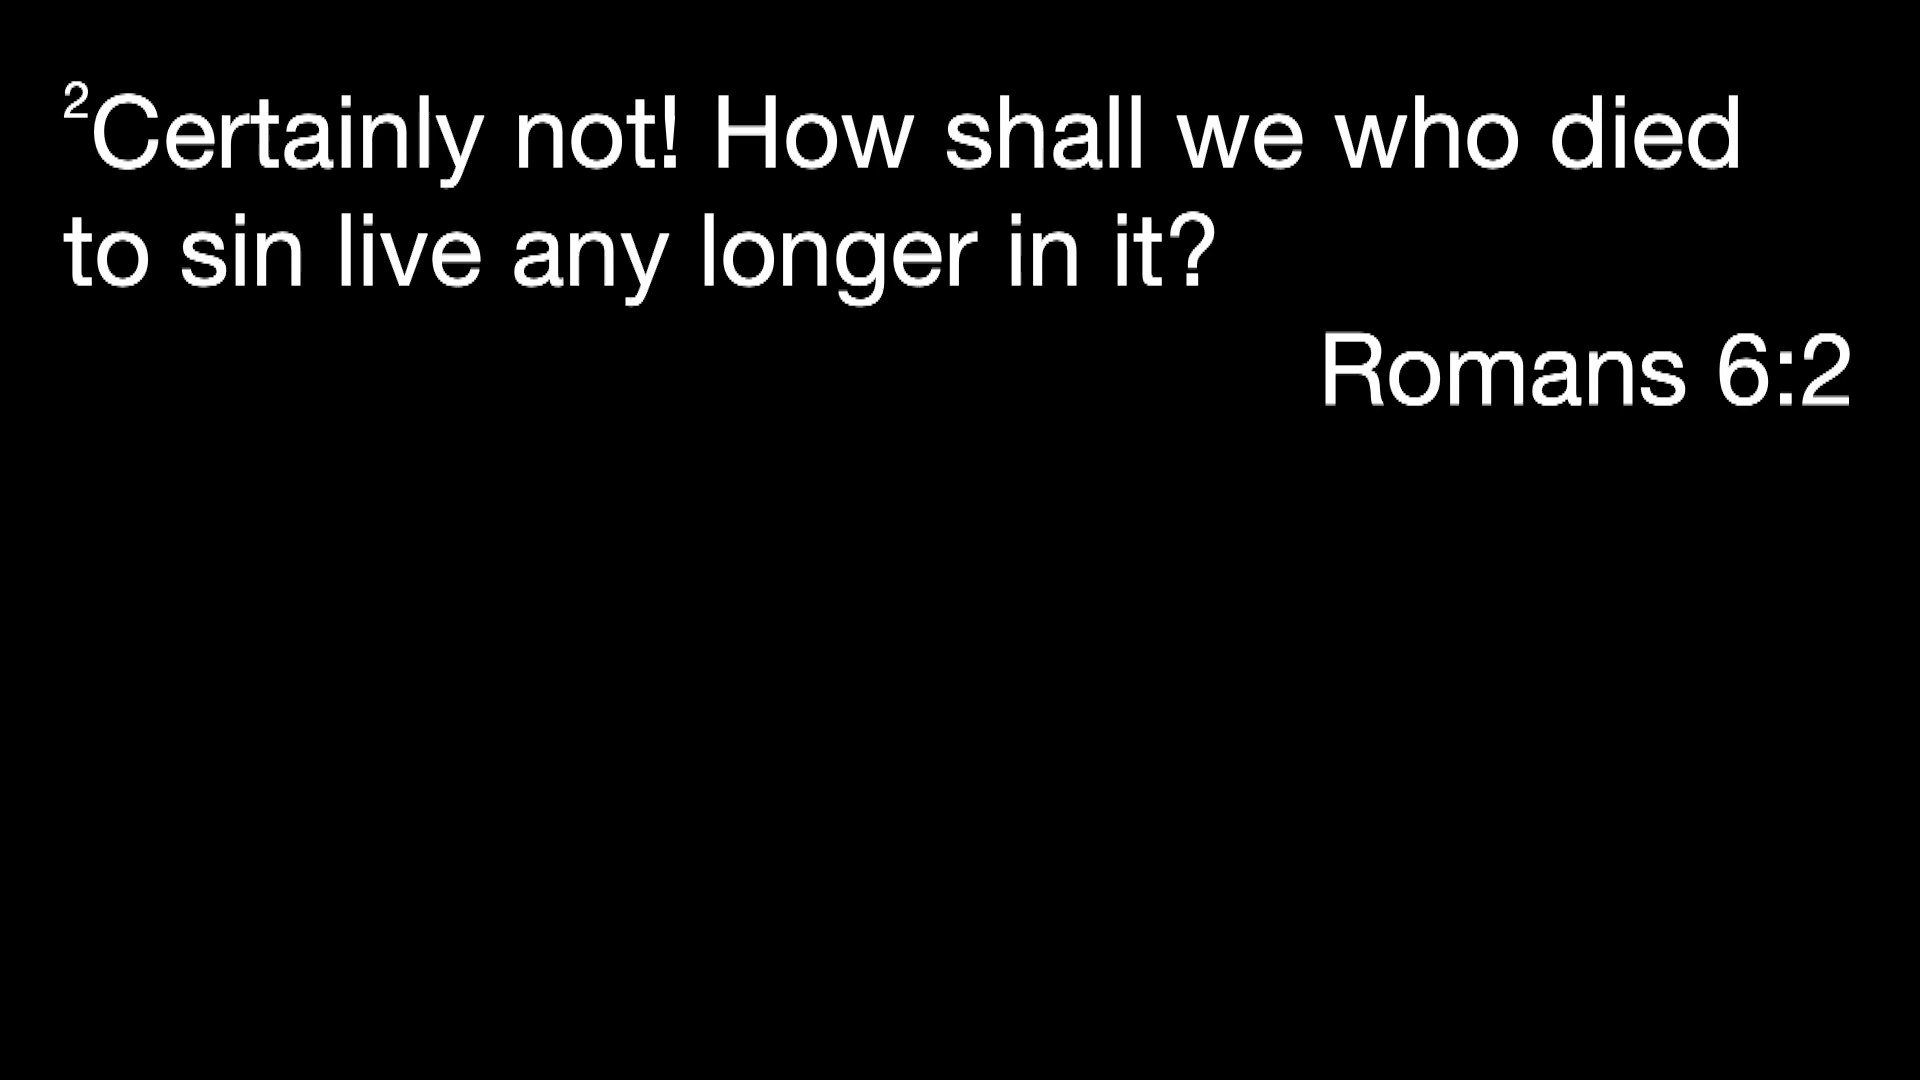 ²Certainly not! How shall we who died
to sin live any longer in it?
Romans 6:2